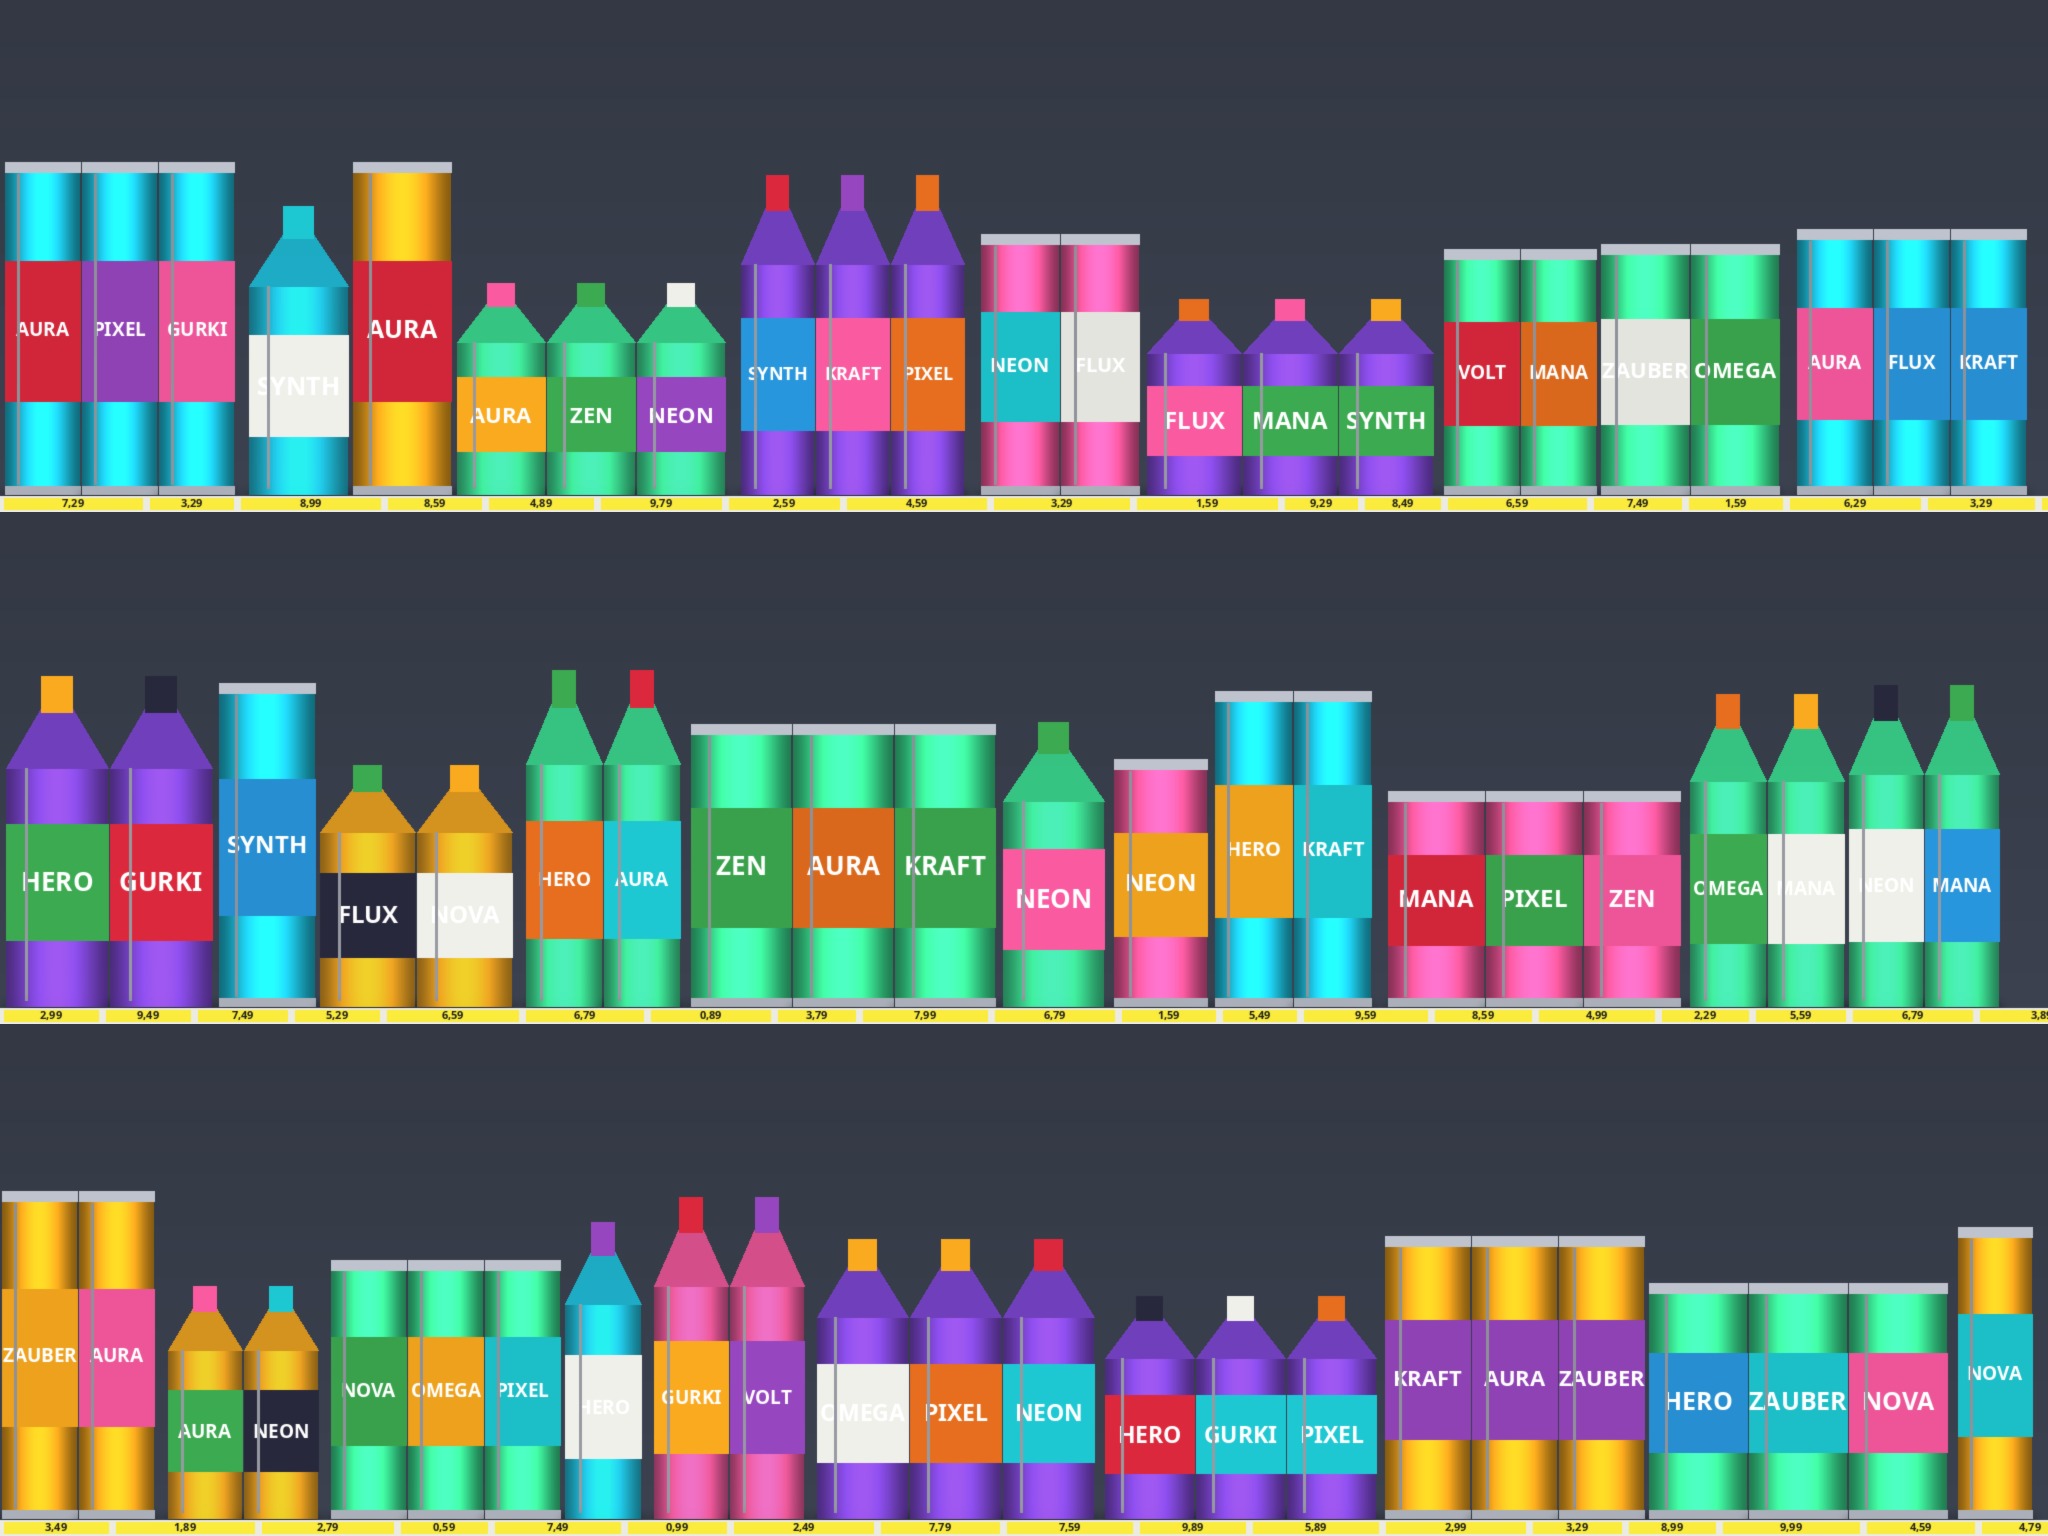 AURA PIXEL GURKI SYNTH AURA AURA ZEN NEON SYNTH KRAFT PIXEL NEON FLUX FLUX MANA SYNTH VOLT MANA ZAUBER OMEGA AURA FLUX KRAFT
7,29 3,29 8,99 8,59 4,89 9,79 2,59 4,59 3,29 1,59 9,29 8,49 6,59 7,49 1,59 6,29 3,29
HERO GURKI SYNTH FLUX NOVA HERO AURA ZEN AURA KRAFT NEON NEON HERO KRAFT MANA PIXEL ZEN OMEGA MANA NEON MANA
2,99 9,49 7,49 5,29 6,59 6,79 0,89 3,79 7,99 6,79 1,59 5,49 9,59 8,59 4,99 2,29 5,59 6,79 3,89
ZAUBER AURA AURA NEON NOVA OMEGA PIXEL HERO GURKI VOLT OMEGA PIXEL NEON HERO GURKI PIXEL KRAFT AURA ZAUBER HERO ZAUBER NOVA NOVA
3,49 1,89 2,79 0,59 7,49 0,99 2,49 7,79 7,59 9,89 5,89 2,99 3,29 8,99 9,99 4,59 4,79